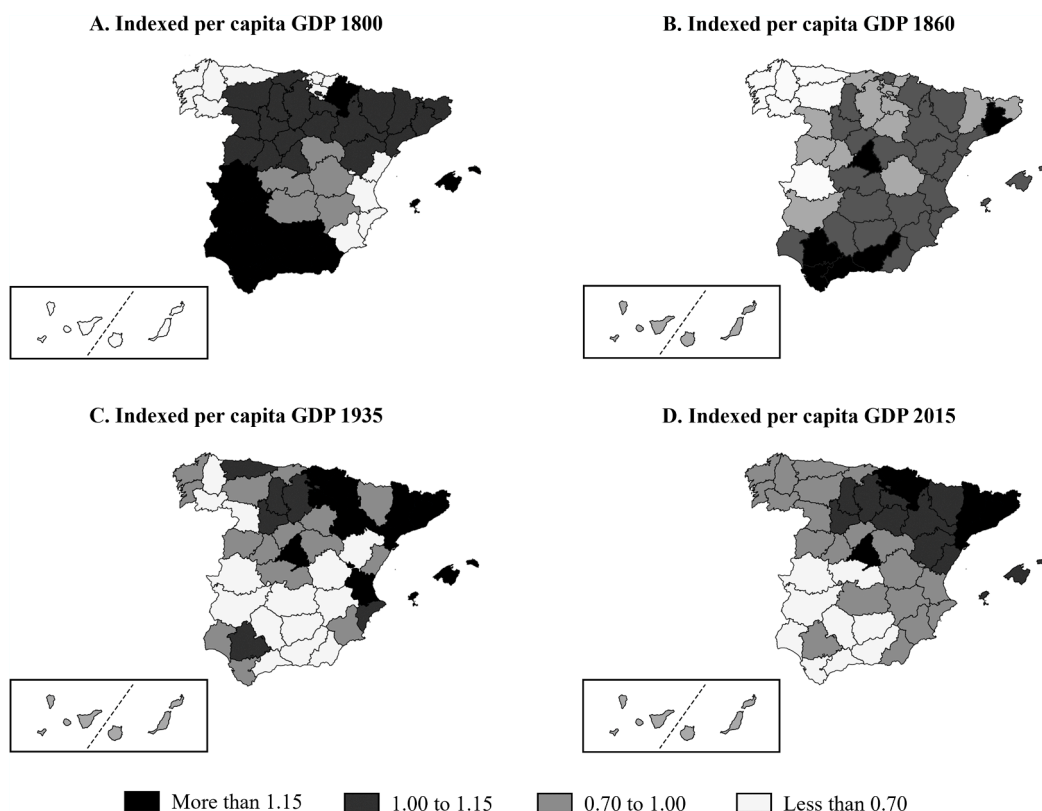 A. Indexed per capita GDP 1800
B. Indexed per capita GDP 1860
C. Indexed per capita GDP 1935
D. Indexed per capita GDP 2015
More than 1.15
1.00 to 1.15
0.70 to 1.00
Less than 0.70